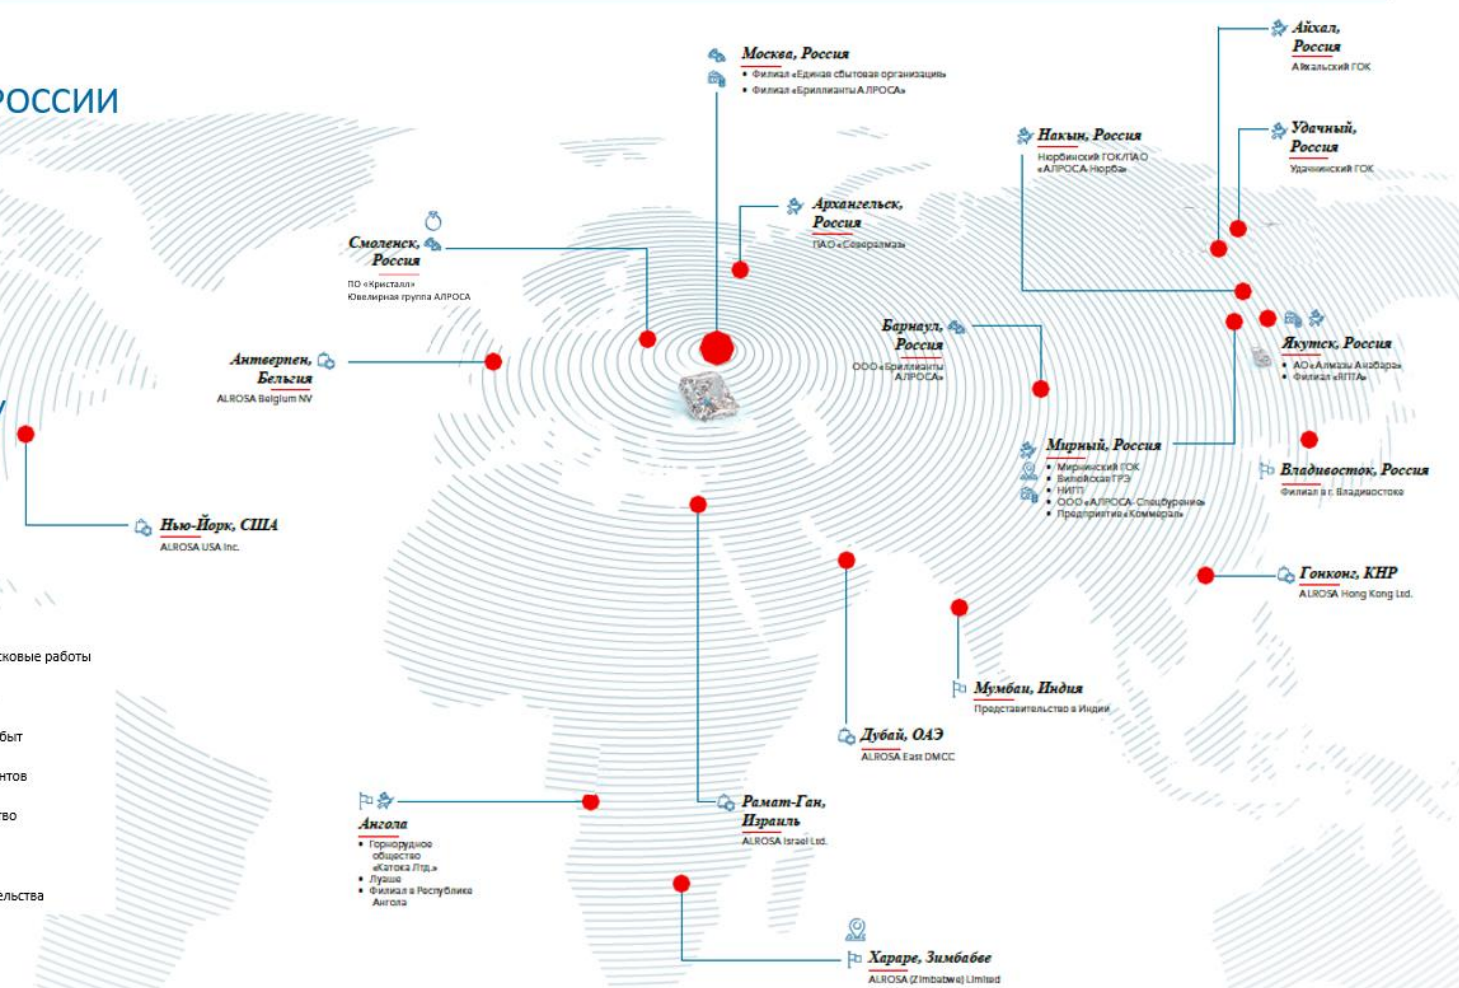 РОССИИ
Москва, Россия
• Филиал «Единая сбытовая организация»
• Филиал «Бриллианты АЛРОСА»
Айхал,
Россия
Айхальский ГОК
Удачный,
Россия
Удачнинский ГОК
Накын, Россия
Нюрбинский ГОК/ПАО
«АЛРОСА-Нюрба»
Архангельск,
Россия
ПАО «Севералмаз»
Смоленск,
Россия
ПО «Кристалл»
Ювелирная группа АЛРОСА
Барнаул,
Россия
ООО «Бриллианты
АЛРОСА»
Якутск, Россия
• АО «Алмазы Анабара»
• Филиал «ЯПТА»
Антверпен,
Бельгия
ALROSA Belgium NV
Мирный, Россия
• Мирнинский ГОК
• Вилюйская ГРЭ
• НИГП
• ООО «АЛРОСА-Спецбурение»
• Предприятие «Коммерал»
Владивосток, Россия
Филиал в г. Владивостоке
Нью-Йорк, США
ALROSA USA Inc.
Гонконг, КНР
ALROSA Hong Kong Ltd.
сковые работы
Мумбаи, Индия
Представительство в Индии
быт
Дубай, ОАЭ
ALROSA East DMCC
нтов
тво
Рамат-Ган,
Израиль
ALROSA Israel Ltd.
Ангола
• Горнорудное
общество
«Катока Лтд.»
• Луаше
• Филиал в Республике
Ангола
ельства
Хараре, Зимбабве
ALROSA (Zimbabwe) Limited